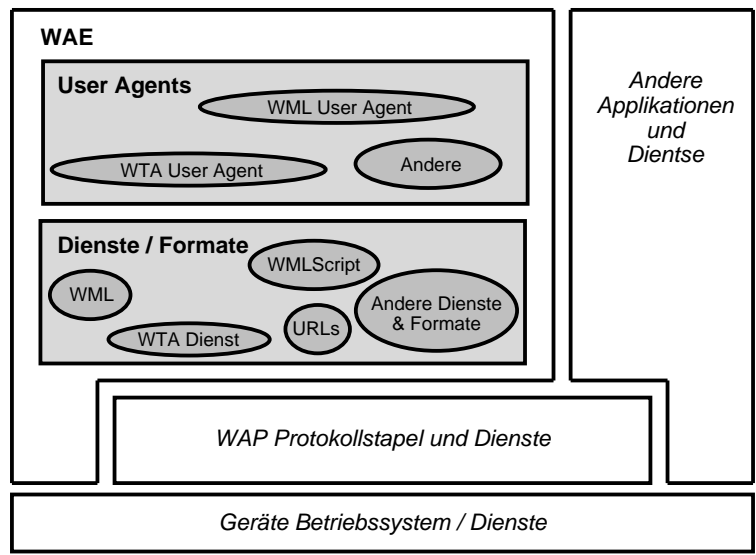 WAE
User Agents
WML User Agent
WTA User Agent
Andere
Dienste / Formate
WMLScript
WML
Andere Dienste
& Formate
URLs
WTA Dienst
Andere
Applikationen
und
Dientse
WAP Protokollstapel und Dienste
Geräte Betriebssystem / Dienste